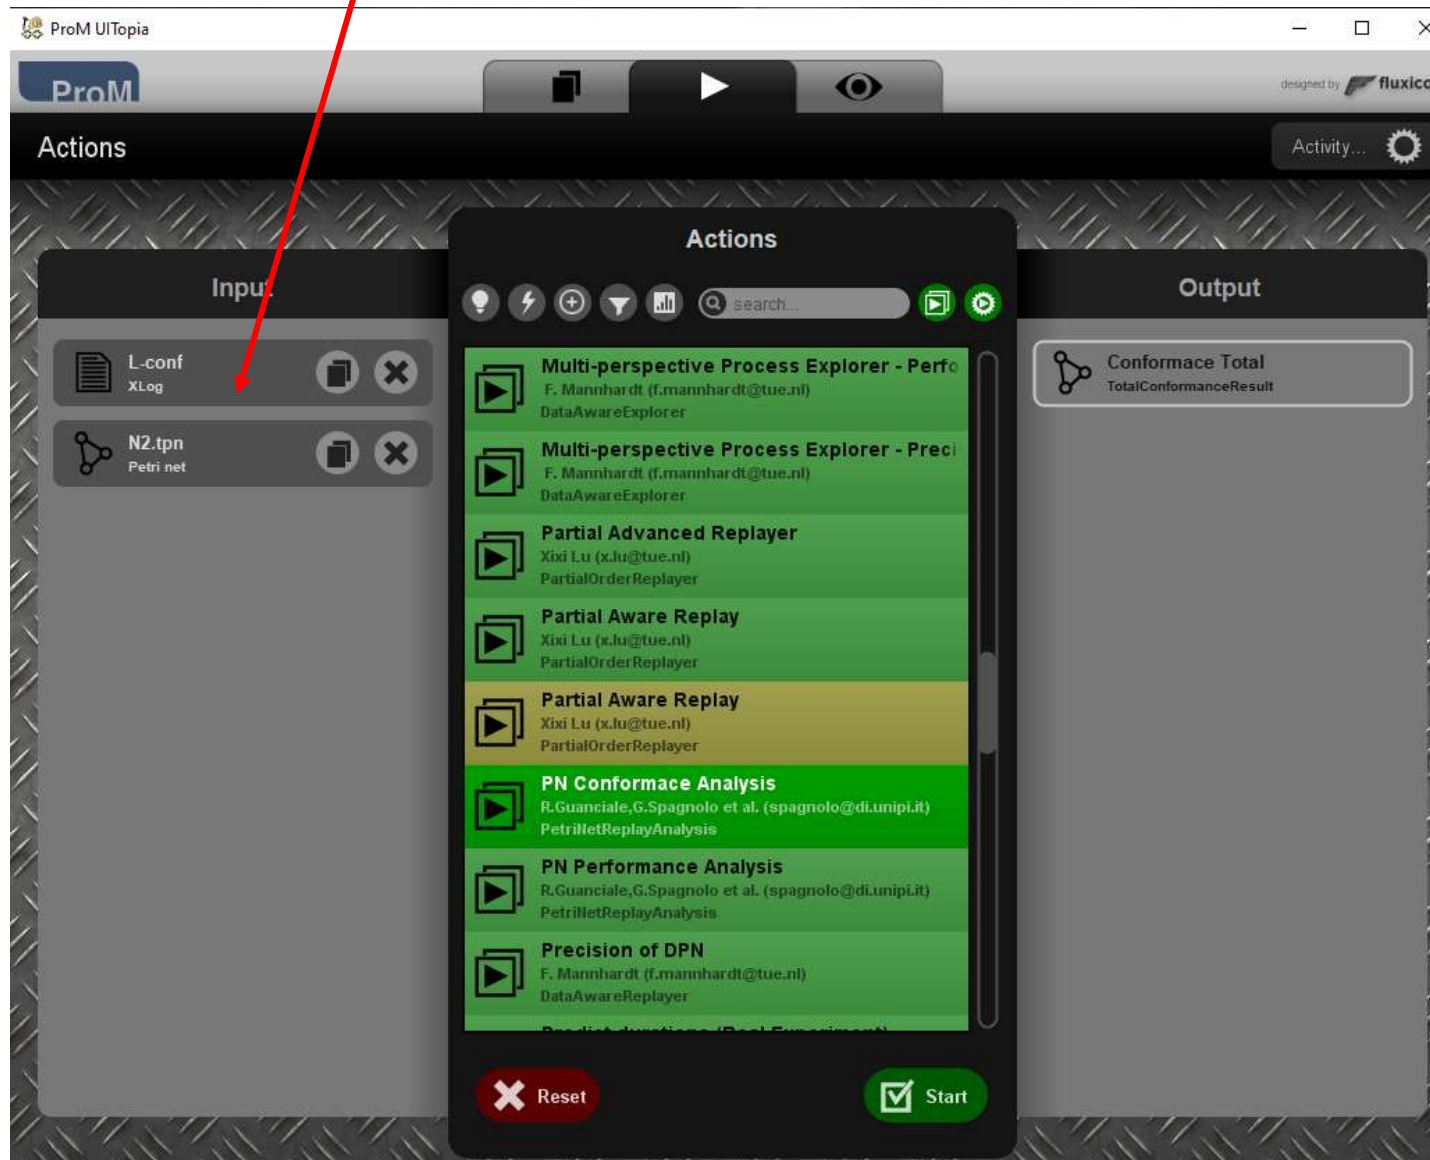 ProM UITopia
ProM
designed by fluxicon
Actions
Activity...
Actions
Input
search...
Output
L-conf
XLog
N2.tpn
Petri net
Multi-perspective Process Explorer - Perfo
F. Mannhardt (f.mannhardt@tue.nl)
DataAwareExplorer
Multi-perspective Process Explorer - Preci
F. Mannhardt (f.mannhardt@tue.nl)
DataAwareExplorer
Partial Advanced Replayer
Xixi Lu (x.lu@tue.nl)
PartialOrderReplayer
Partial Aware Replay
Xixi Lu (x.lu@tue.nl)
PartialOrderReplayer
Partial Aware Replay
Xixi Lu (x.lu@tue.nl)
PartialOrderReplayer
PN Conformace Analysis
R.Guanciale,G.Spagnolo et al. (spagnolo@di.unipi.it)
PetriNetReplayAnalysis
PN Performance Analysis
R.Guanciale,G.Spagnolo et al. (spagnolo@di.unipi.it)
PetriNetReplayAnalysis
Precision of DPN
F. Mannhardt (f.mannhardt@tue.nl)
DataAwareReplayer
Predict durations (Real Experiment)
Conformace Total
TotalConformanceResult
Reset
Start